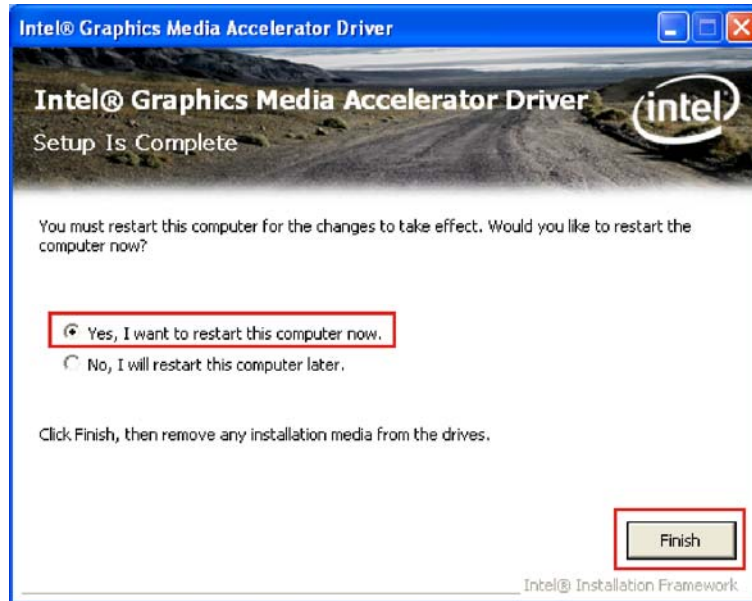 Intel® Graphics Media Accelerator Driver
Intel® Graphics Media Accelerator Driver
intel
Setup Is Complete
You must restart this computer for the changes to take effect. Would you like to restart the
computer now?
Yes, I want to restart this computer now.
No, I will restart this computer later.
Click Finish, then remove any installation media from the drives.
Finish
Intel® Installation Framework